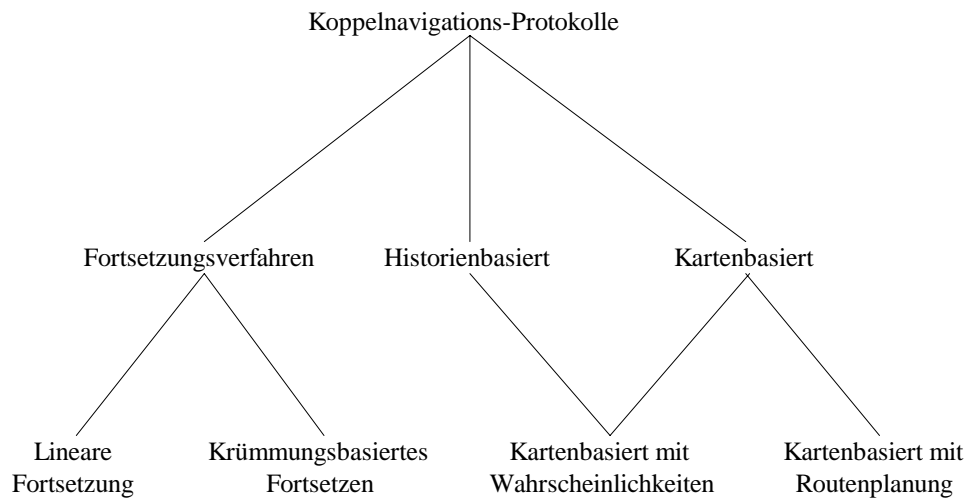 Koppelnavigations-Protokolle
Fortsetzungsverfahren
Historienbasiert
Kartenbasiert
Lineare
Fortsetzung
Krümmungsbasiertes
Fortsetzen
Kartenbasiert mit
Wahrscheinlichkeiten
Kartenbasiert mit
Routenplanung